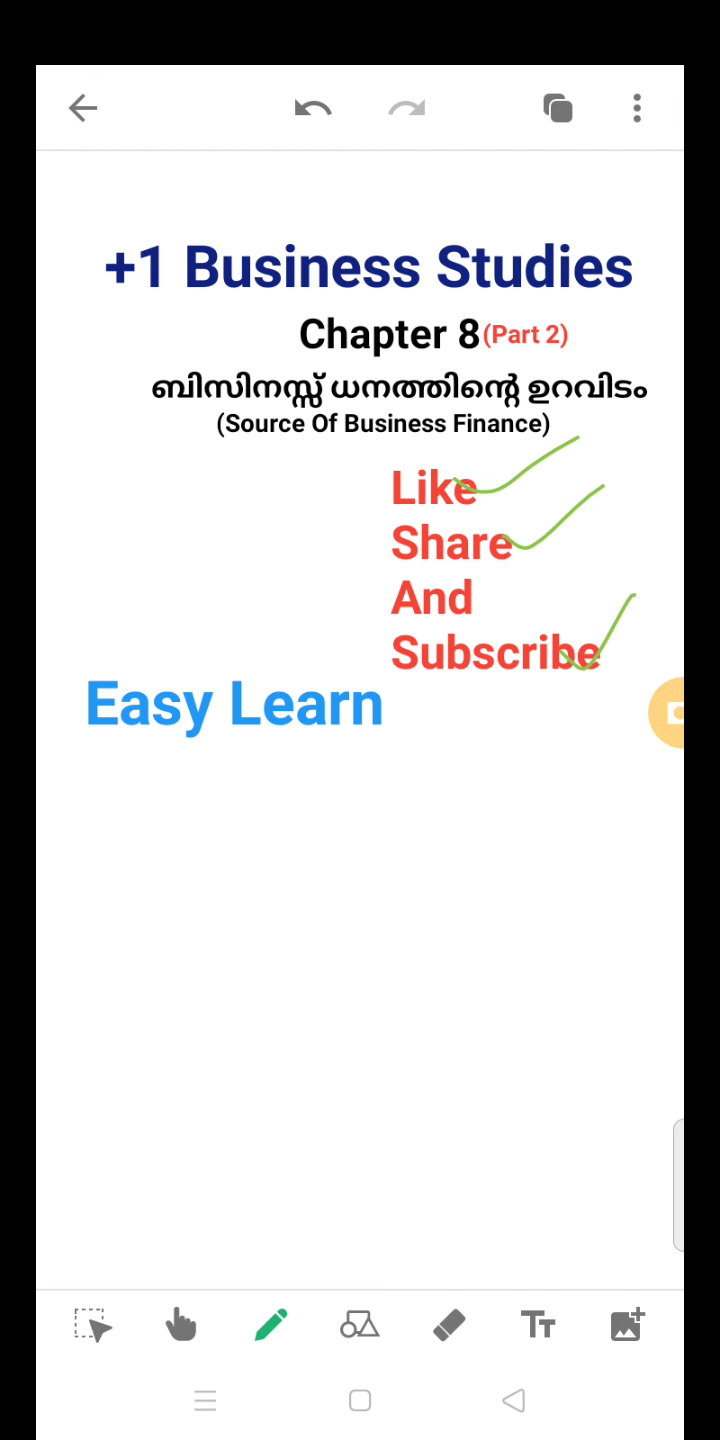 +1 Business Studies
Chapter 8(Part 2)
ബിസിനസ്സ് ധനത്തിന്റെ ഉറവിടം
(Source Of Business Finance)
Like
Share
And
Subscribe
Easy Learn
TT